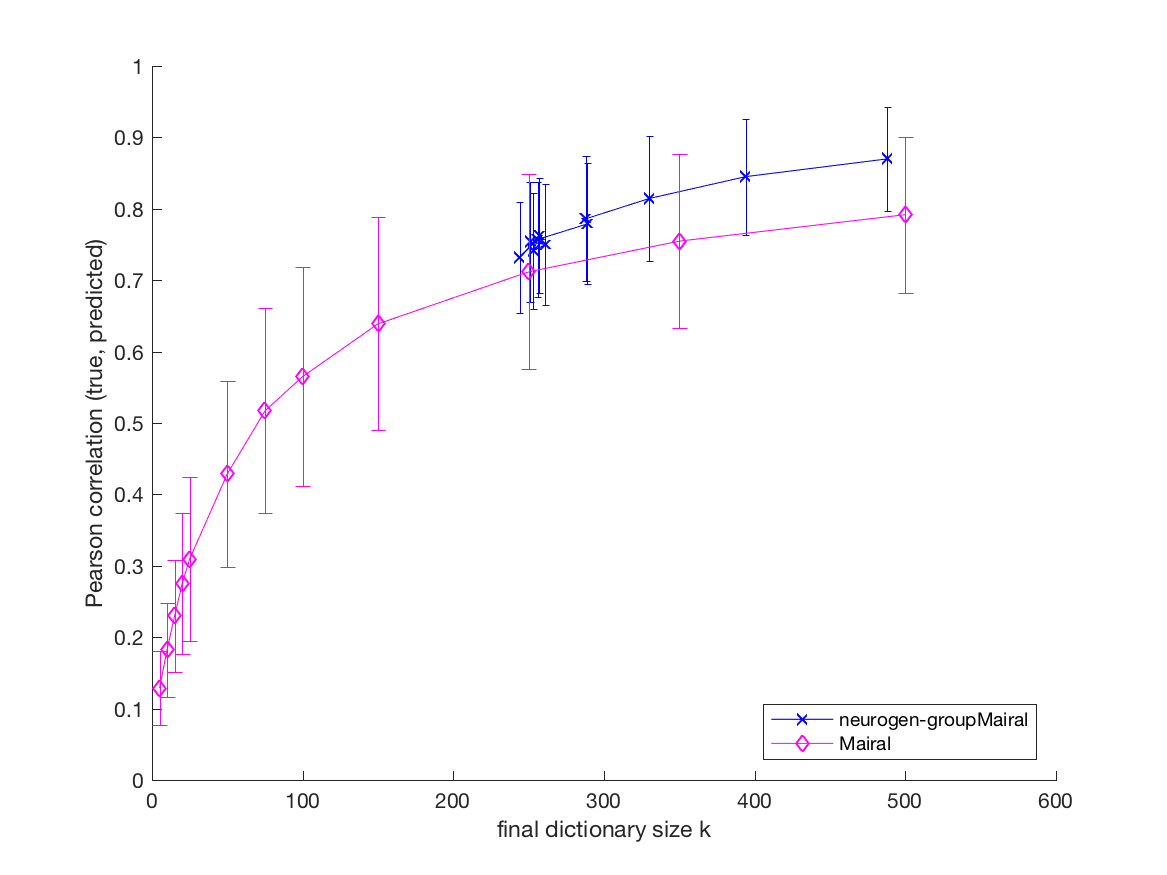 1
0.9
0.8
0.7
0.6
0.5
0.4
0.3
0.2
0.1
0
Pearson correlation (true, predicted)
0 100 200 300 400 500 600
final dictionary size k
neurogen-groupMairal
Mairal